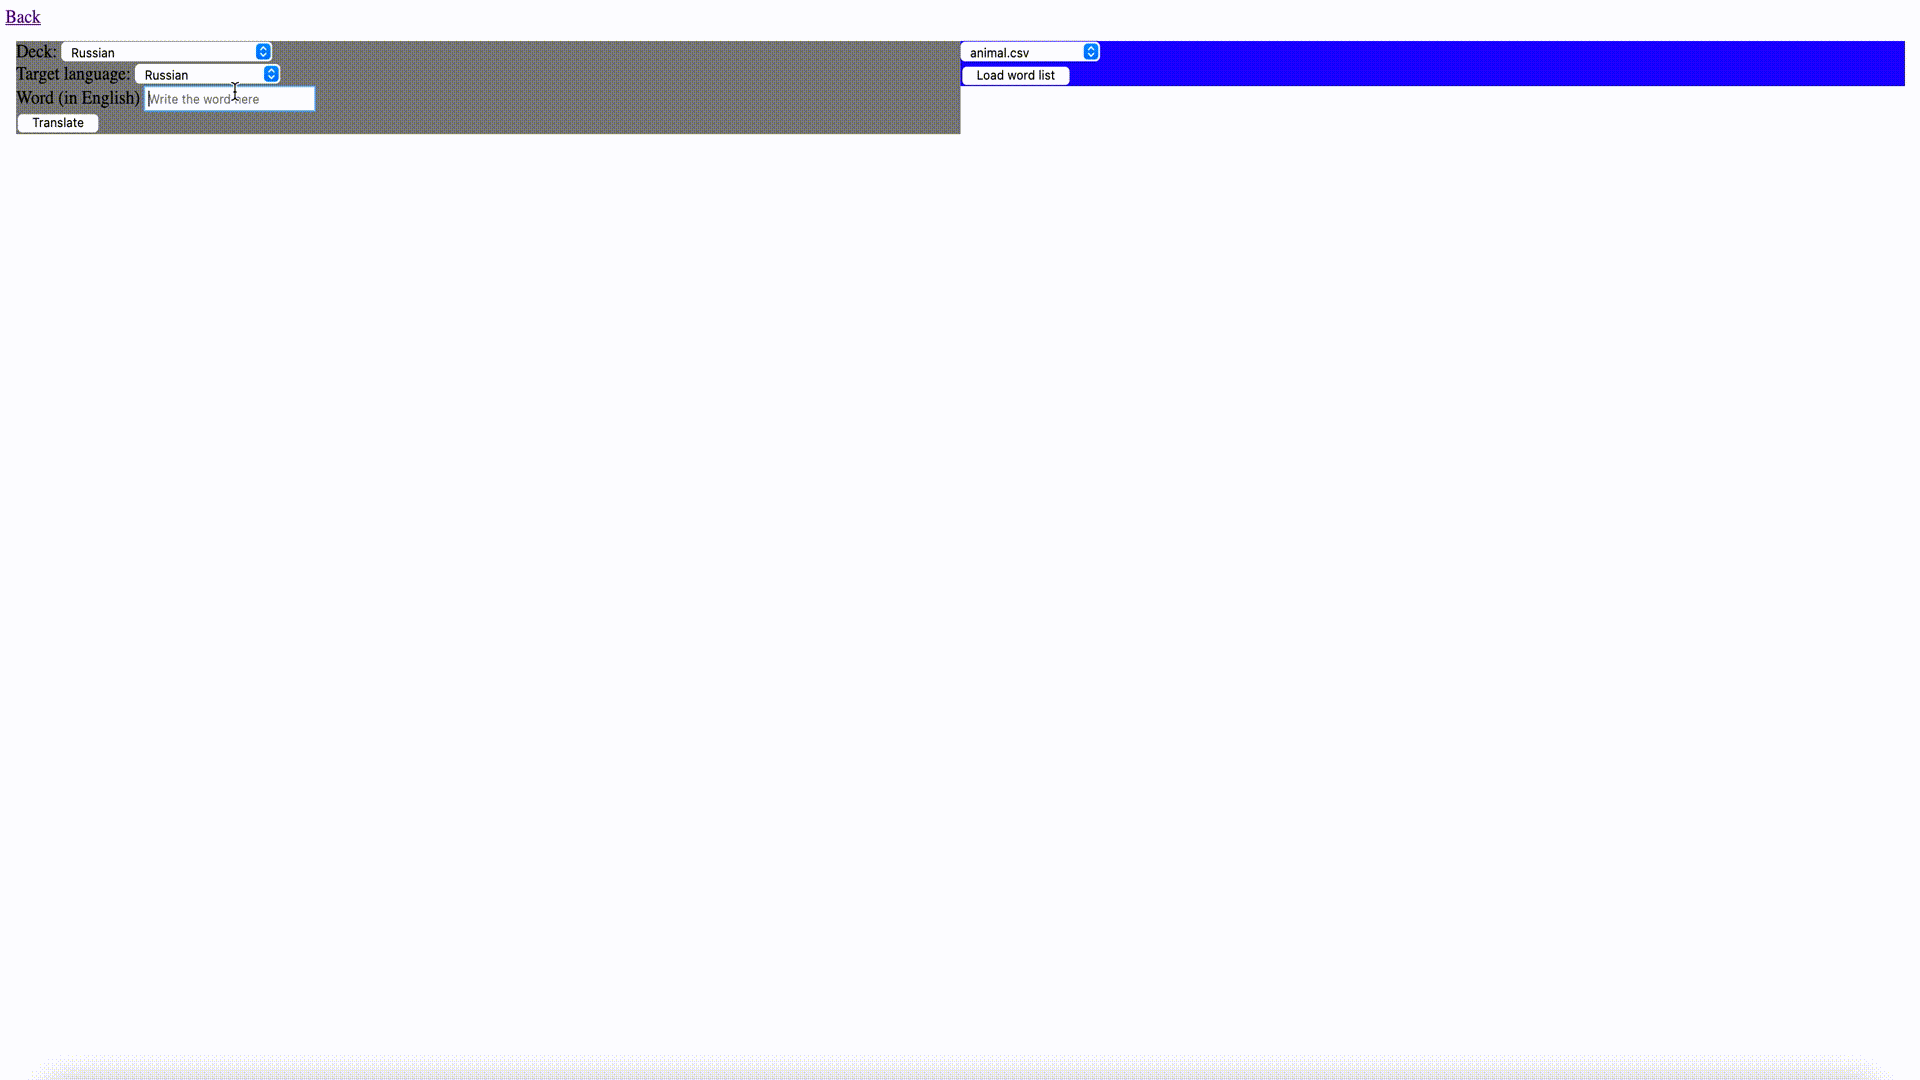 Back
Deck: Russian
Target language: Russian
Word (in English) Write the word here
Translate
animal.csv
Load word list